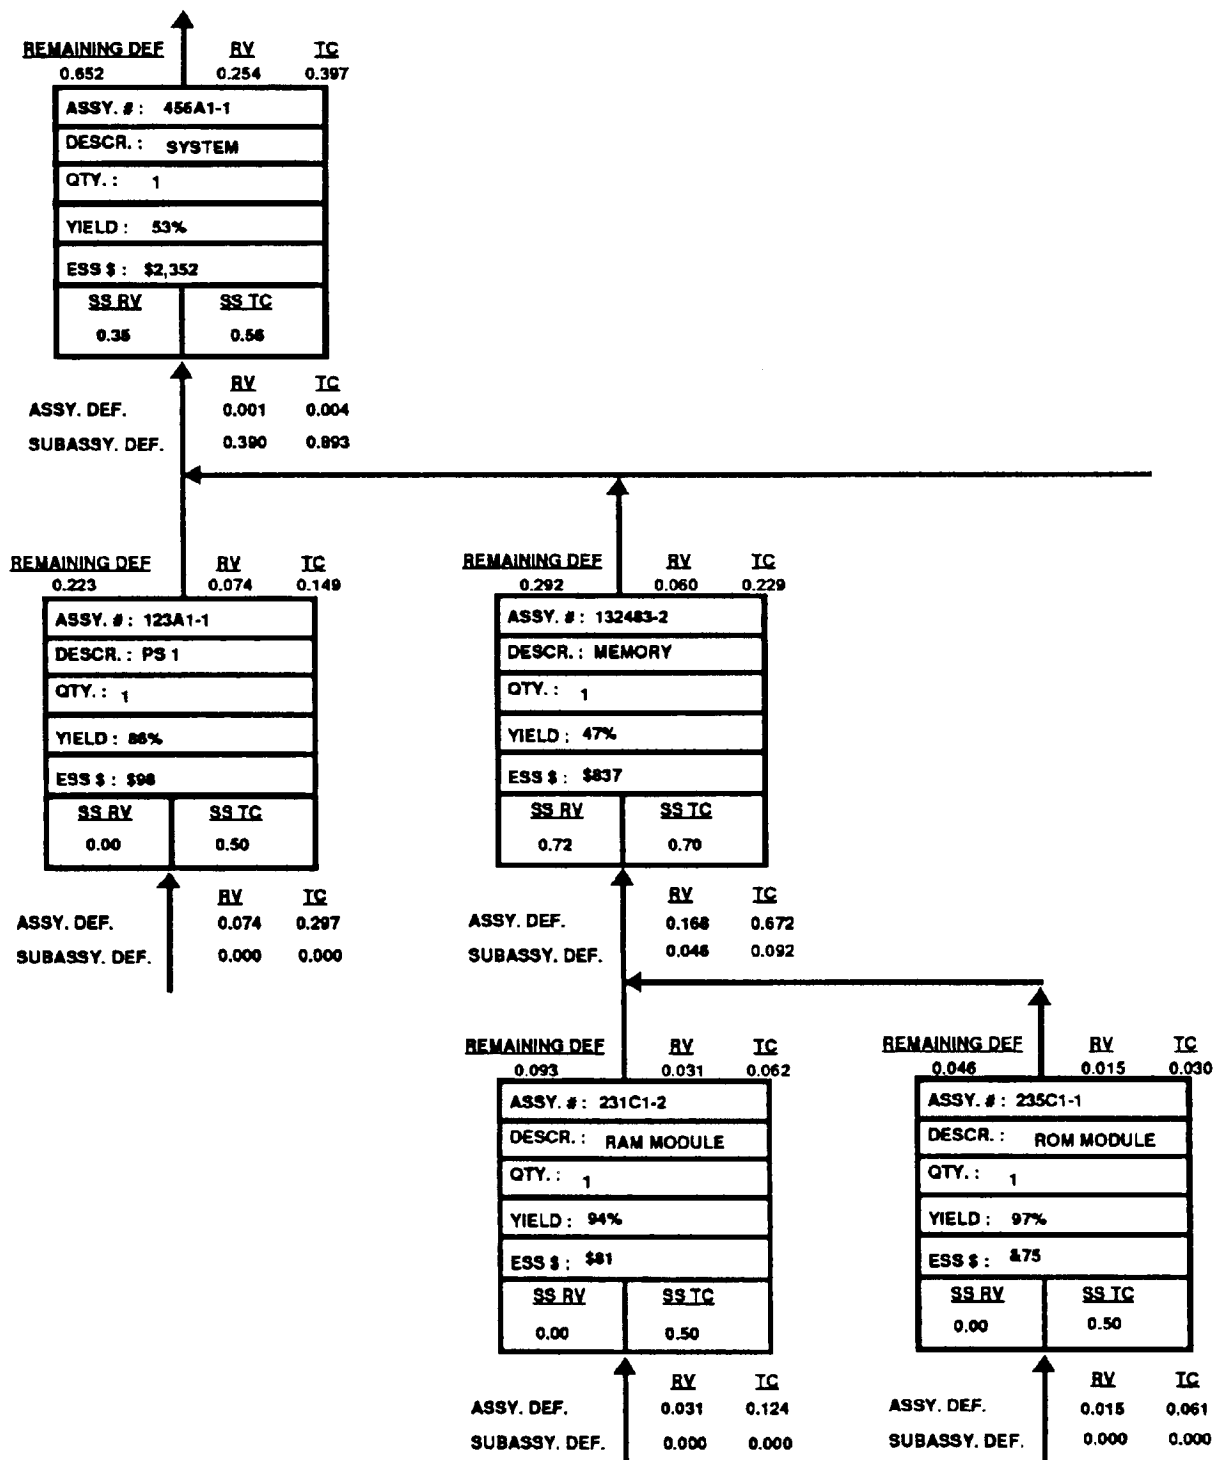 REMAINING DEF RV TC
0.652 0.254 0.397
ASSY. # : 456A1-1
DESCR. : SYSTEM
QTY. : 1
YIELD : 53%
ESS $ : $2,352
SS RV SS TC
0.35 0.56
RV TC
ASSY. DEF. 0.001 0.004
SUBASSY. DEF. 0.390 0.893
REMAINING DEF RV TC
0.223 0.074 0.149
ASSY. # : 123A1-1
DESCR. : PS 1
QTY. : 1
YIELD : 86%
ESS $ : $98
SS RV SS TC
0.00 0.50
RV TC
ASSY. DEF. 0.074 0.297
SUBASSY. DEF. 0.000 0.000
REMAINING DEF RV TC
0.292 0.060 0.229
ASSY. # : 132483-2
DESCR. : MEMORY
QTY. : 1
YIELD : 47%
ESS $ : $837
SS RV SS TC
0.72 0.70
RV TC
ASSY. DEF. 0.168 0.672
SUBASSY. DEF. 0.046 0.092
REMAINING DEF RV TC
0.093 0.031 0.062
ASSY. # : 231C1-2
DESCR. : RAM MODULE
QTY. : 1
YIELD : 94%
ESS $ : $81
SS RV SS TC
0.00 0.50
RV TC
ASSY. DEF. 0.031 0.124
SUBASSY. DEF. 0.000 0.000
REMAINING DEF RV TC
0.046 0.015 0.030
ASSY. # : 235C1-1
DESCR. : ROM MODULE
QTY. : 1
YIELD : 97%
ESS $ : &75
SS RV SS TC
0.00 0.50
RV TC
ASSY. DEF. 0.015 0.061
SUBASSY. DEF. 0.000 0.000